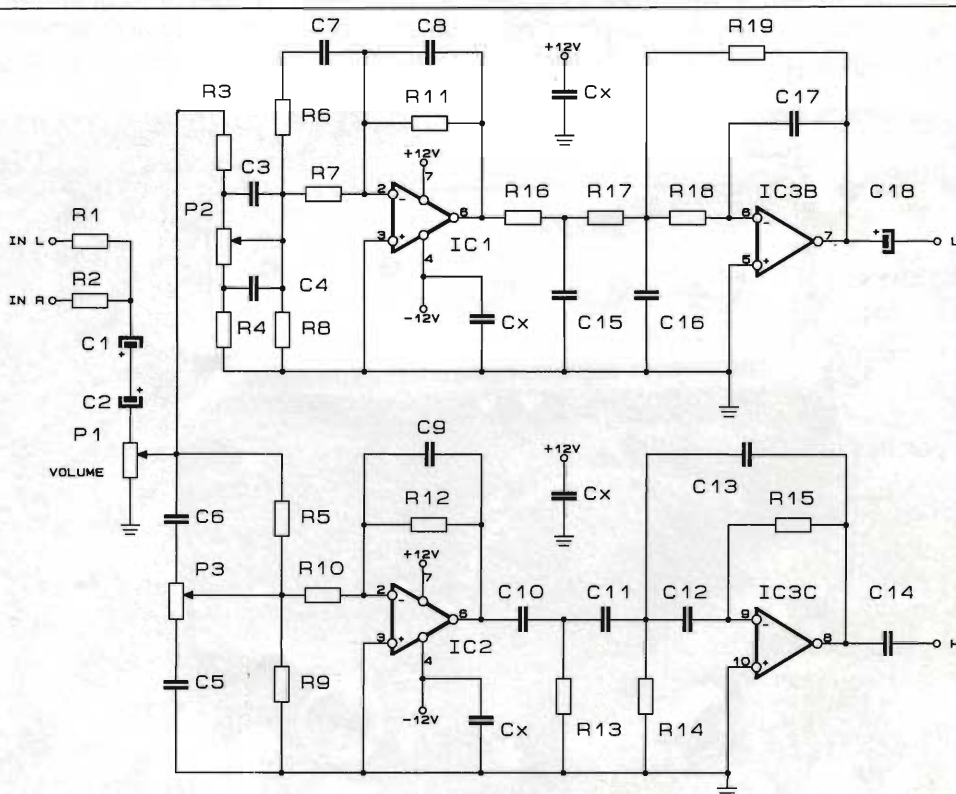 R19
C7
C8
+12V
R3
Cx
C17
R6
R11
C3
+12V
R7
7
R16
R17
R18
IC3B
C18
P2
2
-
6
6
-
R1
7
+
L
IN L
3
+
IC1
5
+
R2
4
C4
IN R
-12V
Cx
C15
C16
R4
R8
C1
+
+
C2
C9
P1
+12V
C13
VOLUME
Cx
R12
R15
C6
R5
+12V
P3
R10
7
C10
C11
C12
IC3C
C14
2
-
6
9
-
8
H
3
+
IC2
10
+
4
C5
R9
-12V
Cx
R13
R14